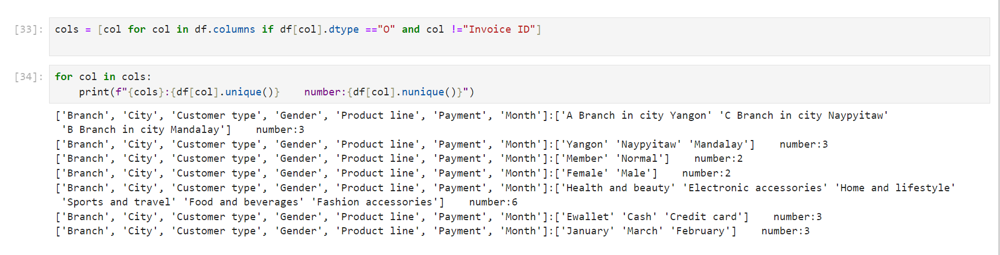 [33]: cols = [col for col in df.columns if df[col].dtype =="O" and col !="Invoice ID"]
[34]: for col in cols:
    print(f"{cols}:{df[col].unique()}    number:{df[col].nunique()}")
['Branch', 'City', 'Customer type', 'Gender', 'Product line', 'Payment', 'Month']:['A Branch in city Yangon' 'C Branch in city Naypyitaw'
 'B Branch in city Mandalay']    number:3
['Branch', 'City', 'Customer type', 'Gender', 'Product line', 'Payment', 'Month']:['Yangon' 'Naypyitaw' 'Mandalay']    number:3
['Branch', 'City', 'Customer type', 'Gender', 'Product line', 'Payment', 'Month']:['Member' 'Normal']    number:2
['Branch', 'City', 'Customer type', 'Gender', 'Product line', 'Payment', 'Month']:['Female' 'Male']    number:2
['Branch', 'City', 'Customer type', 'Gender', 'Product line', 'Payment', 'Month']:['Health and beauty' 'Electronic accessories' 'Home and lifestyle'
 'Sports and travel' 'Food and beverages' 'Fashion accessories']    number:6
['Branch', 'City', 'Customer type', 'Gender', 'Product line', 'Payment', 'Month']:['Ewallet' 'Cash' 'Credit card']    number:3
['Branch', 'City', 'Customer type', 'Gender', 'Product line', 'Payment', 'Month']:['January' 'March' 'February']    number:3